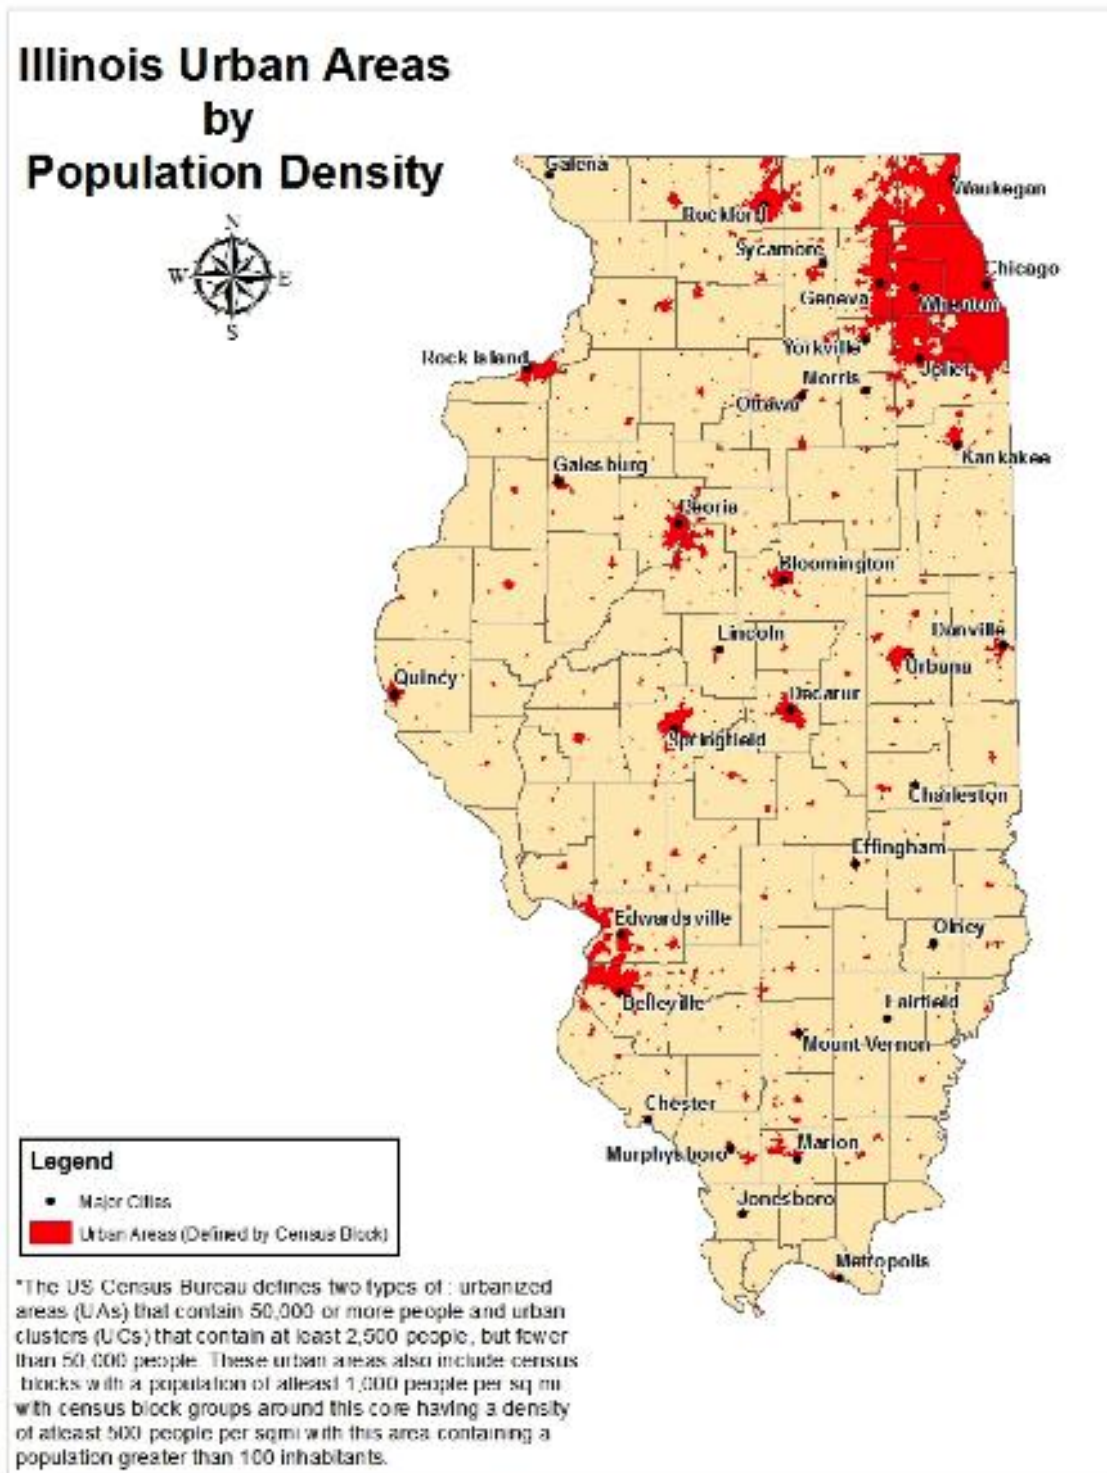 Illinois Urban Areas
by
Population Density
N
W E
S
Galena
Waukegan
Rockford
Sycamore
Chicago
Geneva
Wheaton
Yorkville
Rock Island
Joliet
Morris
Ottawa
Kankakee
Galesburg
Peoria
Bloomington
Lincoln
Danville
Urbana
Quincy
Decatur
Springfield
Charleston
Effingham
Edwardsville
Olney
Belleville
Fairfield
Mount Vernon
Chester
Marion
Murphysboro
Jonesboro
Metropolis
Legend
Major Cities
Urban Areas (Defined by Census Block)
*The US Census Bureau defines two types of : urbanized
areas (UAs) that contain 50,000 or more people and urban
clusters (UCs) that contain at least 2,500 people, but fewer
than 50,000 people. These urban areas also include census
blocks with a population of atleast 1,000 people per sq mi
with census block groups around this core having a density
of atleast 500 people per sqmi with this area containing a
population greater than 100 inhabitants.